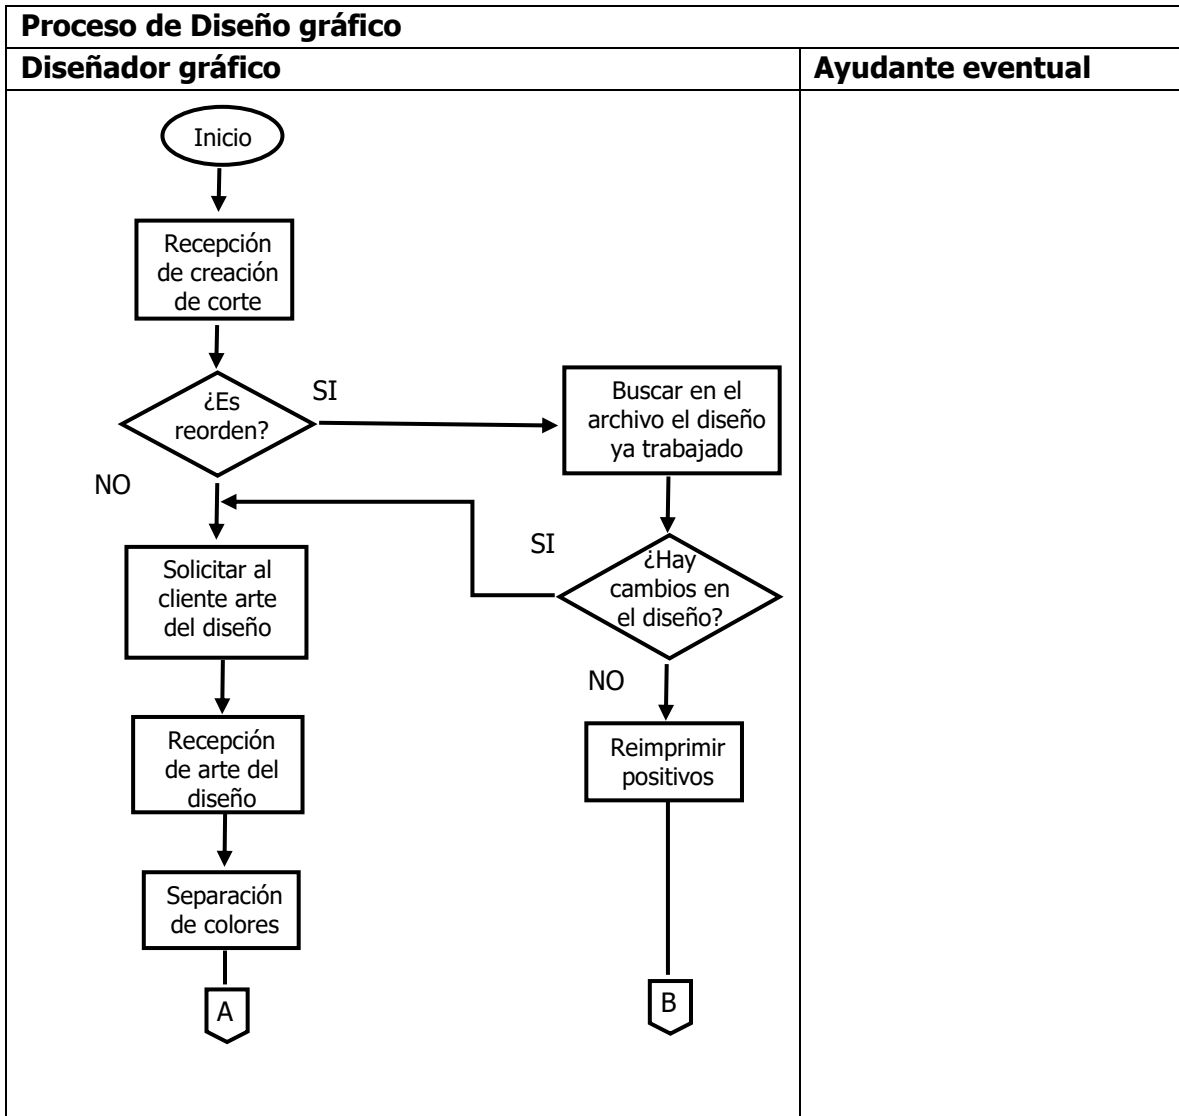 Proceso de Diseño gráfico
Diseñador gráfico
Ayudante eventual
Inicio
Recepción
de creación
de corte
¿Es
reorden?
SI
Buscar en el
archivo el diseño
ya trabajado
NO
SI
¿Hay
cambios en
el diseño?
Solicitar al
cliente arte
del diseño
NO
Recepción
de arte del
diseño
Reimprimir
positivos
Separación
de colores
A
B